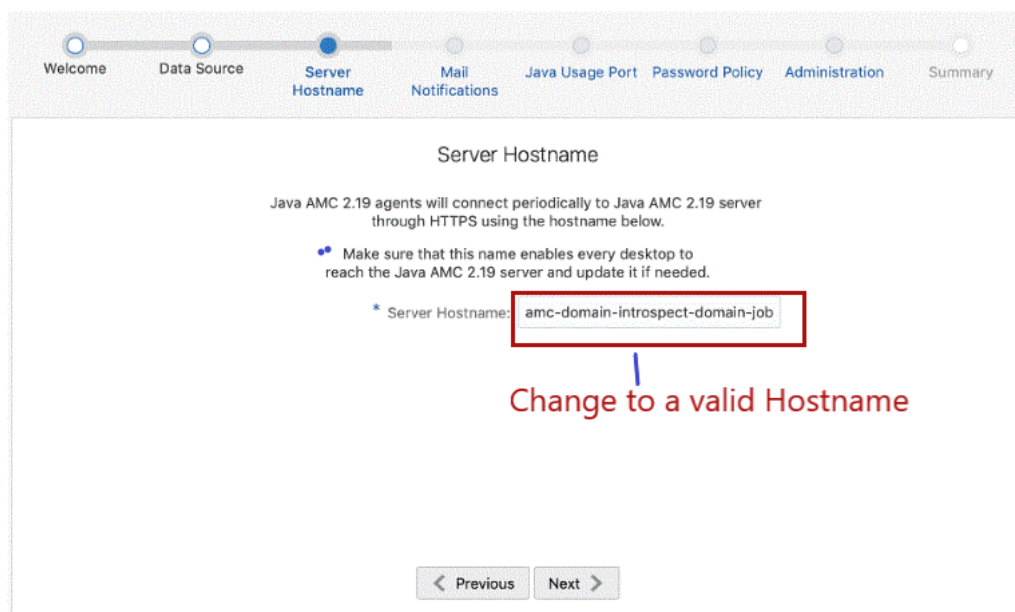 Welcome
Data Source
Server
Hostname
Mail
Notifications
Java Usage Port
Password Policy
Administration
Summary
Server Hostname
Java AMC 2.19 agents will connect periodically to Java AMC 2.19 server
through HTTPS using the hostname below.
Make sure that this name enables every desktop to
reach the Java AMC 2.19 server and update it if needed.
* Server Hostname: amc-domain-introspect-domain-job
Change to a valid Hostname
Previous
Next